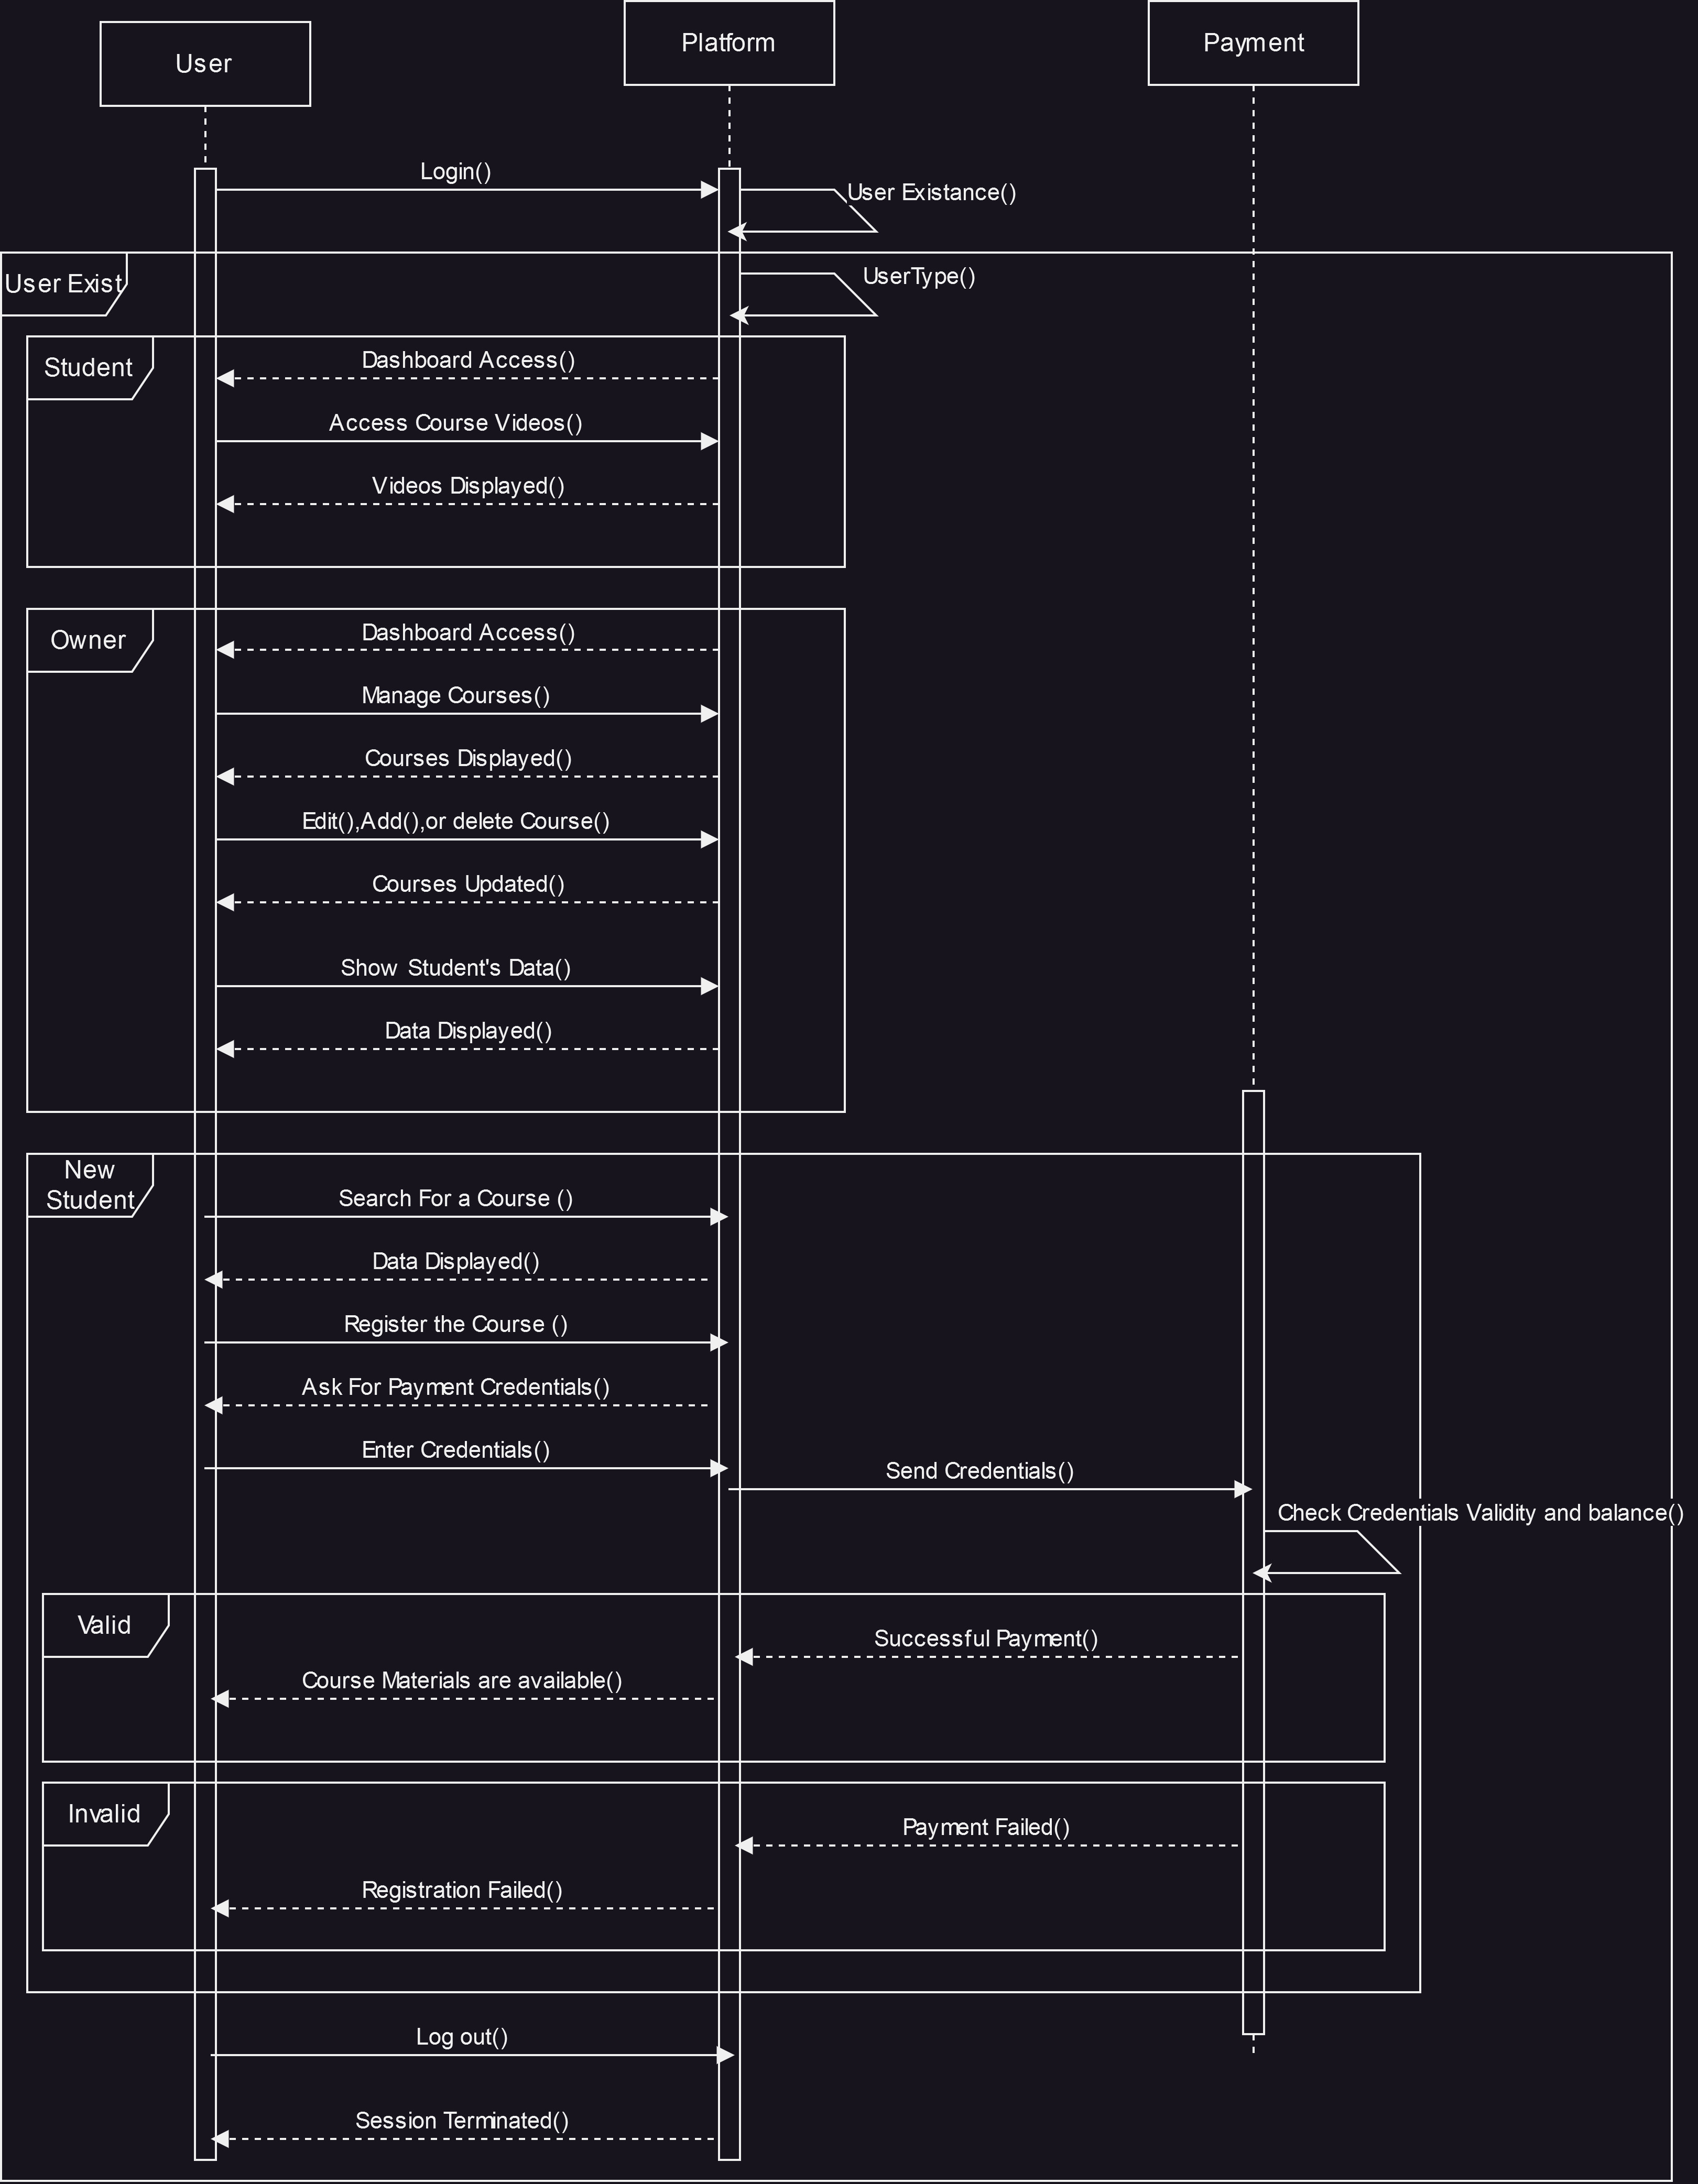 User
Platform
Payment
Login()
User Existance()
User Exist
UserType()
Student
Dashboard Access()
Access Course Videos()
Videos Displayed()
Owner
Dashboard Access()
Manage Courses()
Courses Displayed()
Edit(),Add(),or delete Course()
Courses Updated()
Show Student's Data()
Data Displayed()
New
Student
Search For a Course ()
Data Displayed()
Register the Course ()
Ask For Payment Credentials()
Enter Credentials()
Send Credentials()
Check Credentials Validity and balance()
Valid
Successful Payment()
Course Materials are available()
Invalid
Payment Failed()
Registration Failed()
Log out()
Session Terminated()